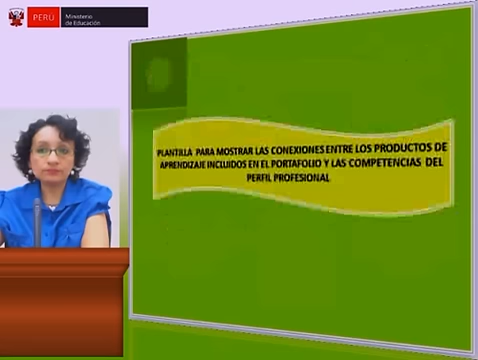 PERÚ
Ministerio
de Educación
PLANTILLA PARA MOSTRAR LAS CONEXIONES ENTRE LOS PRODUCTOS DE
APRENDIZAJE INCLUIDOS EN EL PORTAFOLIO Y LAS COMPETENCIAS DEL
PERFIL PROFESIONAL